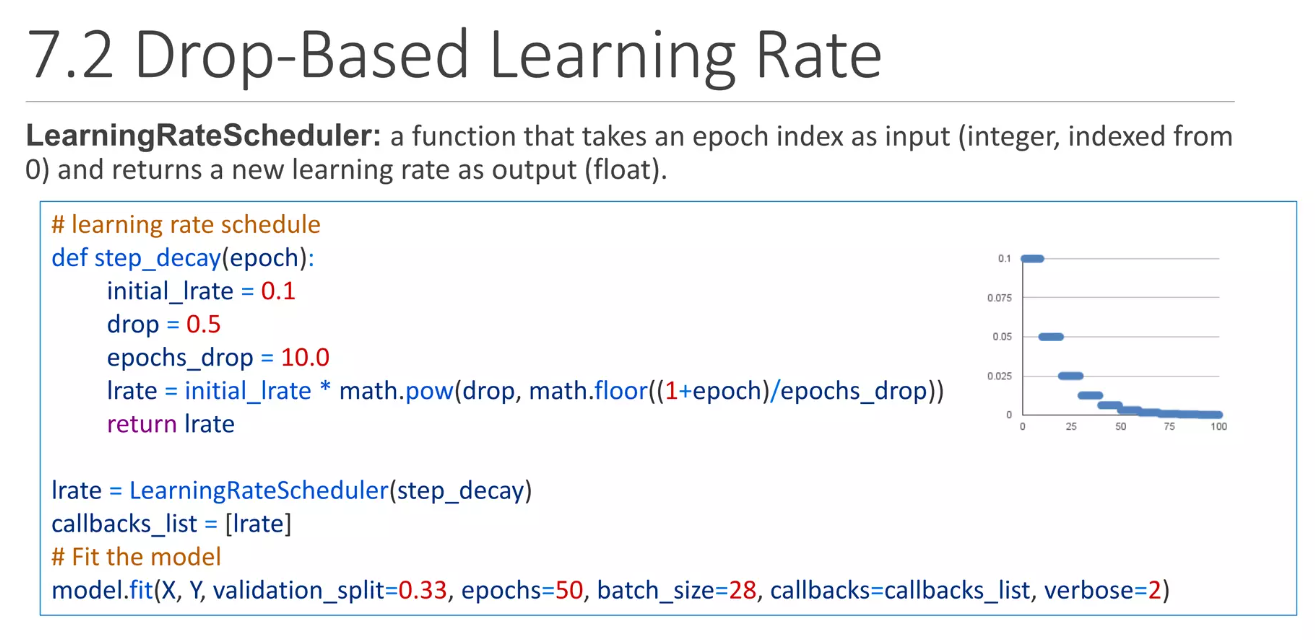 7.2 Drop-Based Learning Rate
LearningRateScheduler: a function that takes an epoch index as input (integer, indexed from
0) and returns a new learning rate as output (float).
# learning rate schedule
def step_decay(epoch):
initial_lrate = 0.1
drop = 0.5
epochs_drop = 10.0
lrate = initial_lrate * math.pow(drop, math.floor((1+epoch)/epochs_drop))
return lrate
lrate = LearningRateScheduler(step_decay)
callbacks_list = [lrate]
# Fit the model
model.fit(X, Y, validation_split=0.33, epochs=50, batch_size=28, callbacks=callbacks_list, verbose=2)
0.1
0.075
0.05
0.025
0
0 25 50 75 100